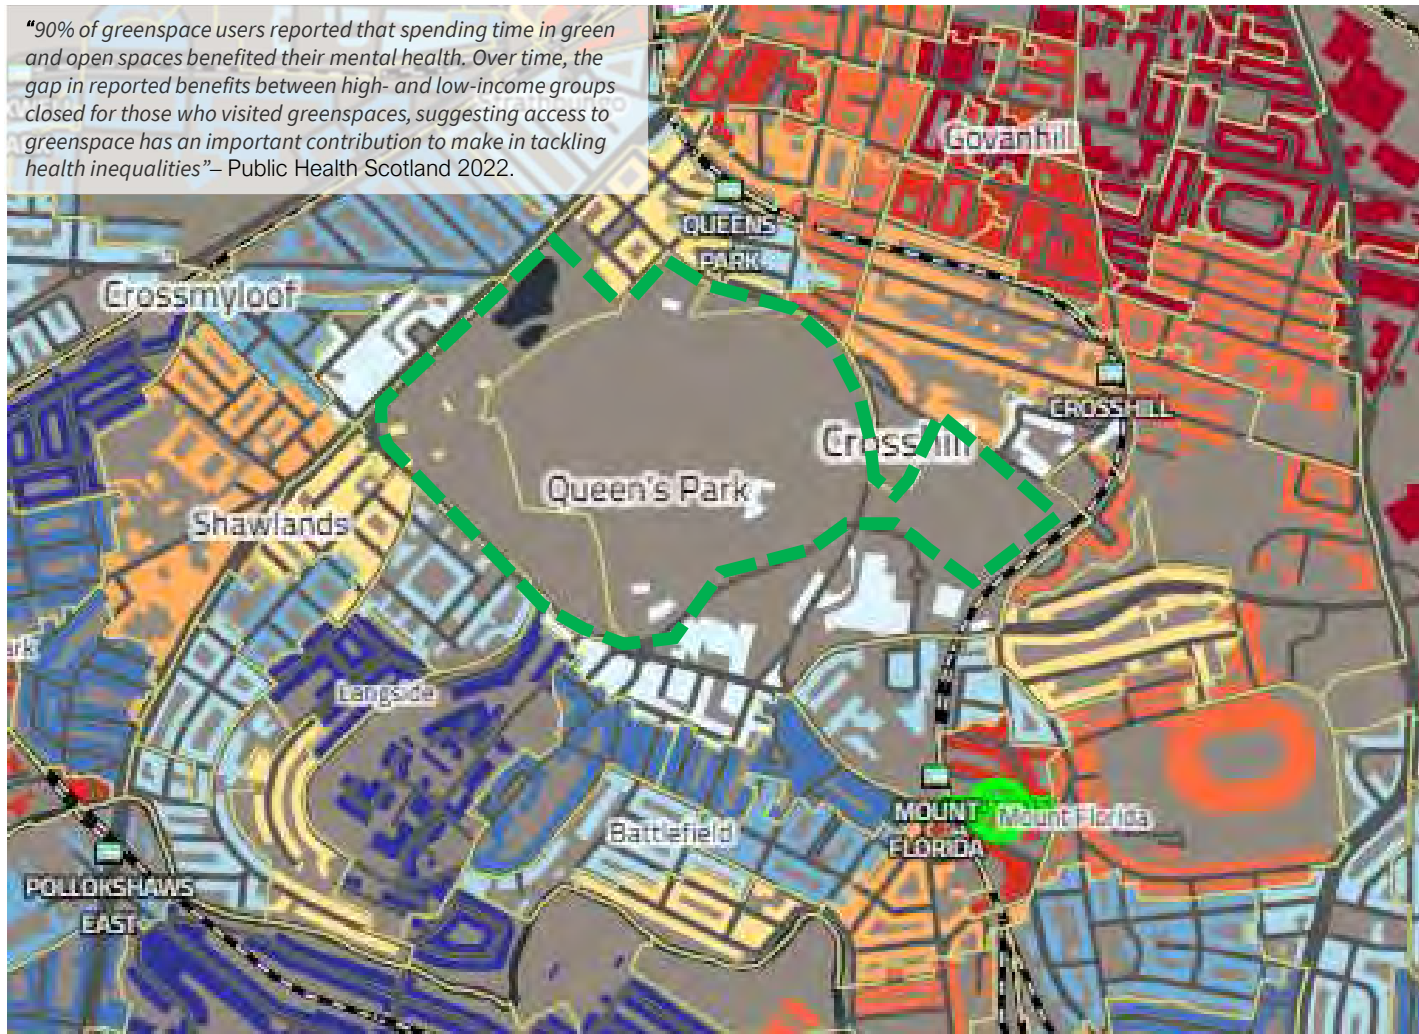 “90% of greenspace users reported that spending time in green
and open spaces benefited their mental health. Over time, the
gap in reported benefits between high- and low-income groups
closed for those who visited greenspaces, suggesting access to
greenspace has an important contribution to make in tackling
health inequalities”– Public Health Scotland 2022.
Strathbungo
Govanhill
QUEENS
PARK
Crossmyloof
CROSSHILL
Crosshill
Queen's Park
Shawlands
ark
Langside
Battlefield
MOUNT
FLORIDA
Mount Florida
POLLOKSHAWS
EAST